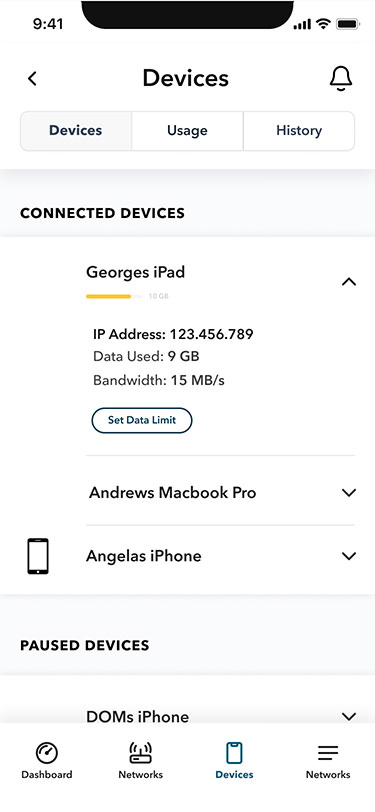 9:41
Devices
Devices Usage History
CONNECTED DEVICES
Georges iPad
10 GB
IP Address: 123.456.789
Data Used: 9 GB
Bandwidth: 15 MB/s
Set Data Limit
Andrews Macbook Pro
Angelas iPhone
PAUSED DEVICES
DOMs iPhone
Dashboard Networks Devices Networks